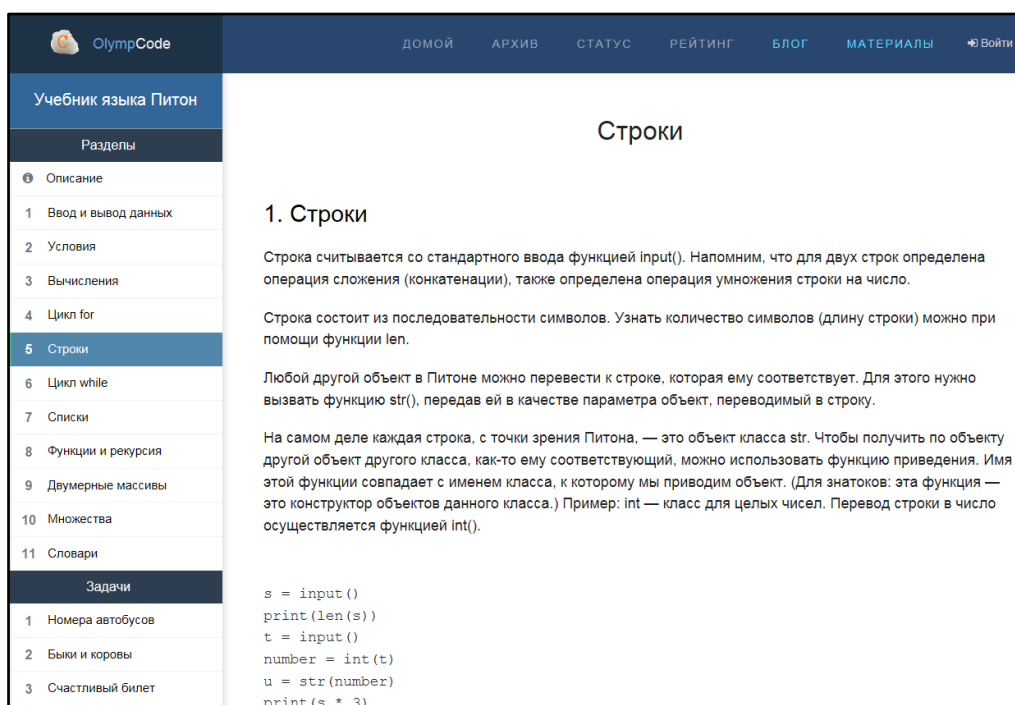 OlympCode
ДОМОЙ АРХИВ СТАТУС РЕЙТИНГ БЛОГ МАТЕРИАЛЫ Войти
Учебник языка Питон
Разделы
Описание
1 Ввод и вывод данных
2 Условия
3 Вычисления
4 Цикл for
5 Строки
6 Цикл while
7 Списки
8 Функции и рекурсия
9 Двумерные массивы
10 Множества
11 Словари
Задачи
1 Номера автобусов
2 Быки и коровы
3 Счастливый билет
Строки
1. Строки
Строка считывается со стандартного ввода функцией input(). Напомним, что для двух строк определена
операция сложения (конкатенации), также определена операция умножения строки на число.
Строка состоит из последовательности символов. Узнать количество символов (длину строки) можно при
помощи функции len.
Любой другой объект в Питоне можно перевести к строке, которая ему соответствует. Для этого нужно
вызвать функцию str(), передав ей в качестве параметра объект, переводимый в строку.
На самом деле каждая строка, с точки зрения Питона, — это объект класса str. Чтобы получить по объекту
другой объект другого класса, как-то ему соответствующий, можно использовать функцию приведения. Имя
этой функции совпадает с именем класса, к которому мы приводим объект. (Для знатоков: эта функция —
это конструктор объектов данного класса.) Пример: int — класс для целых чисел. Перевод строки в число
осуществляется функцией int().
s = input()
print(len(s))
t = input()
number = int(t)
u = str(number)
print(s * 3)